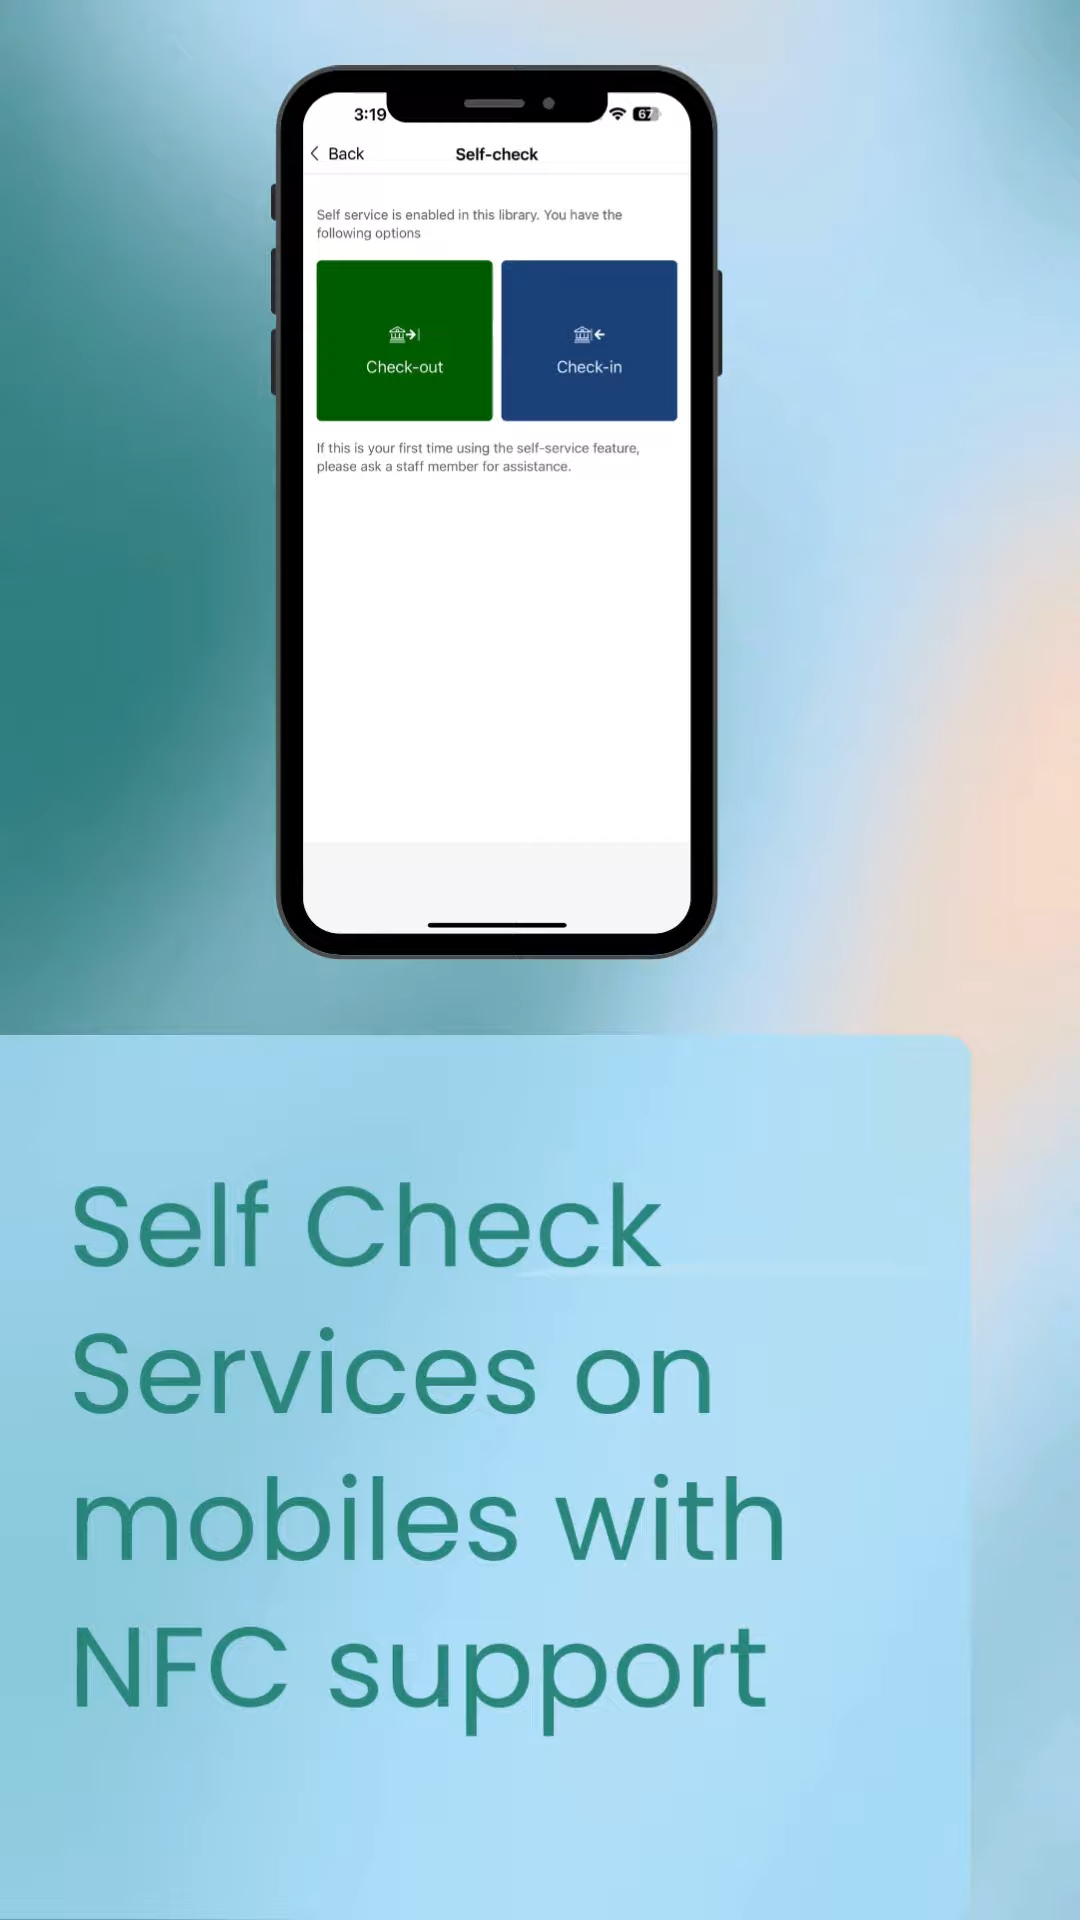 3:19
67
Back
Self-check
Self service is enabled in this library. You have the
following options
Check-out
Check-in
If this is your first time using the self-service feature,
please ask a staff member for assistance.
Self Check
Services on
mobiles with
NFC support